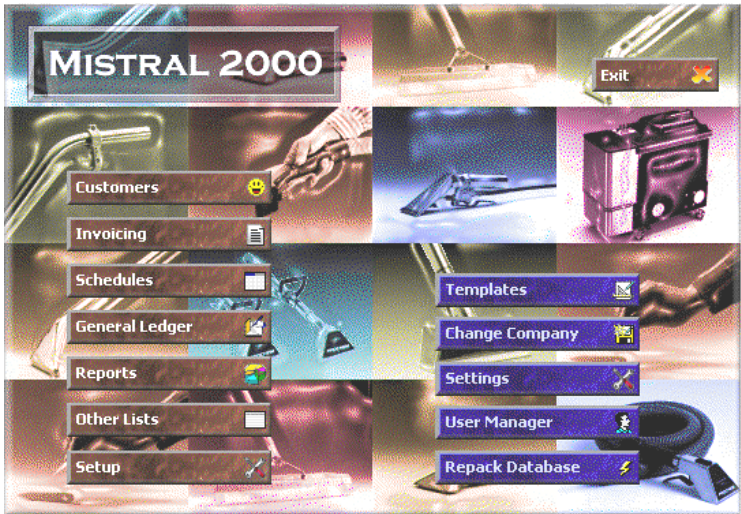 MISTRAL 2000
Exit
Customers
Invoicing
Schedules
General Ledger
Reports
Other Lists
Setup
Templates
Change Company
Settings
User Manager
Repack Database